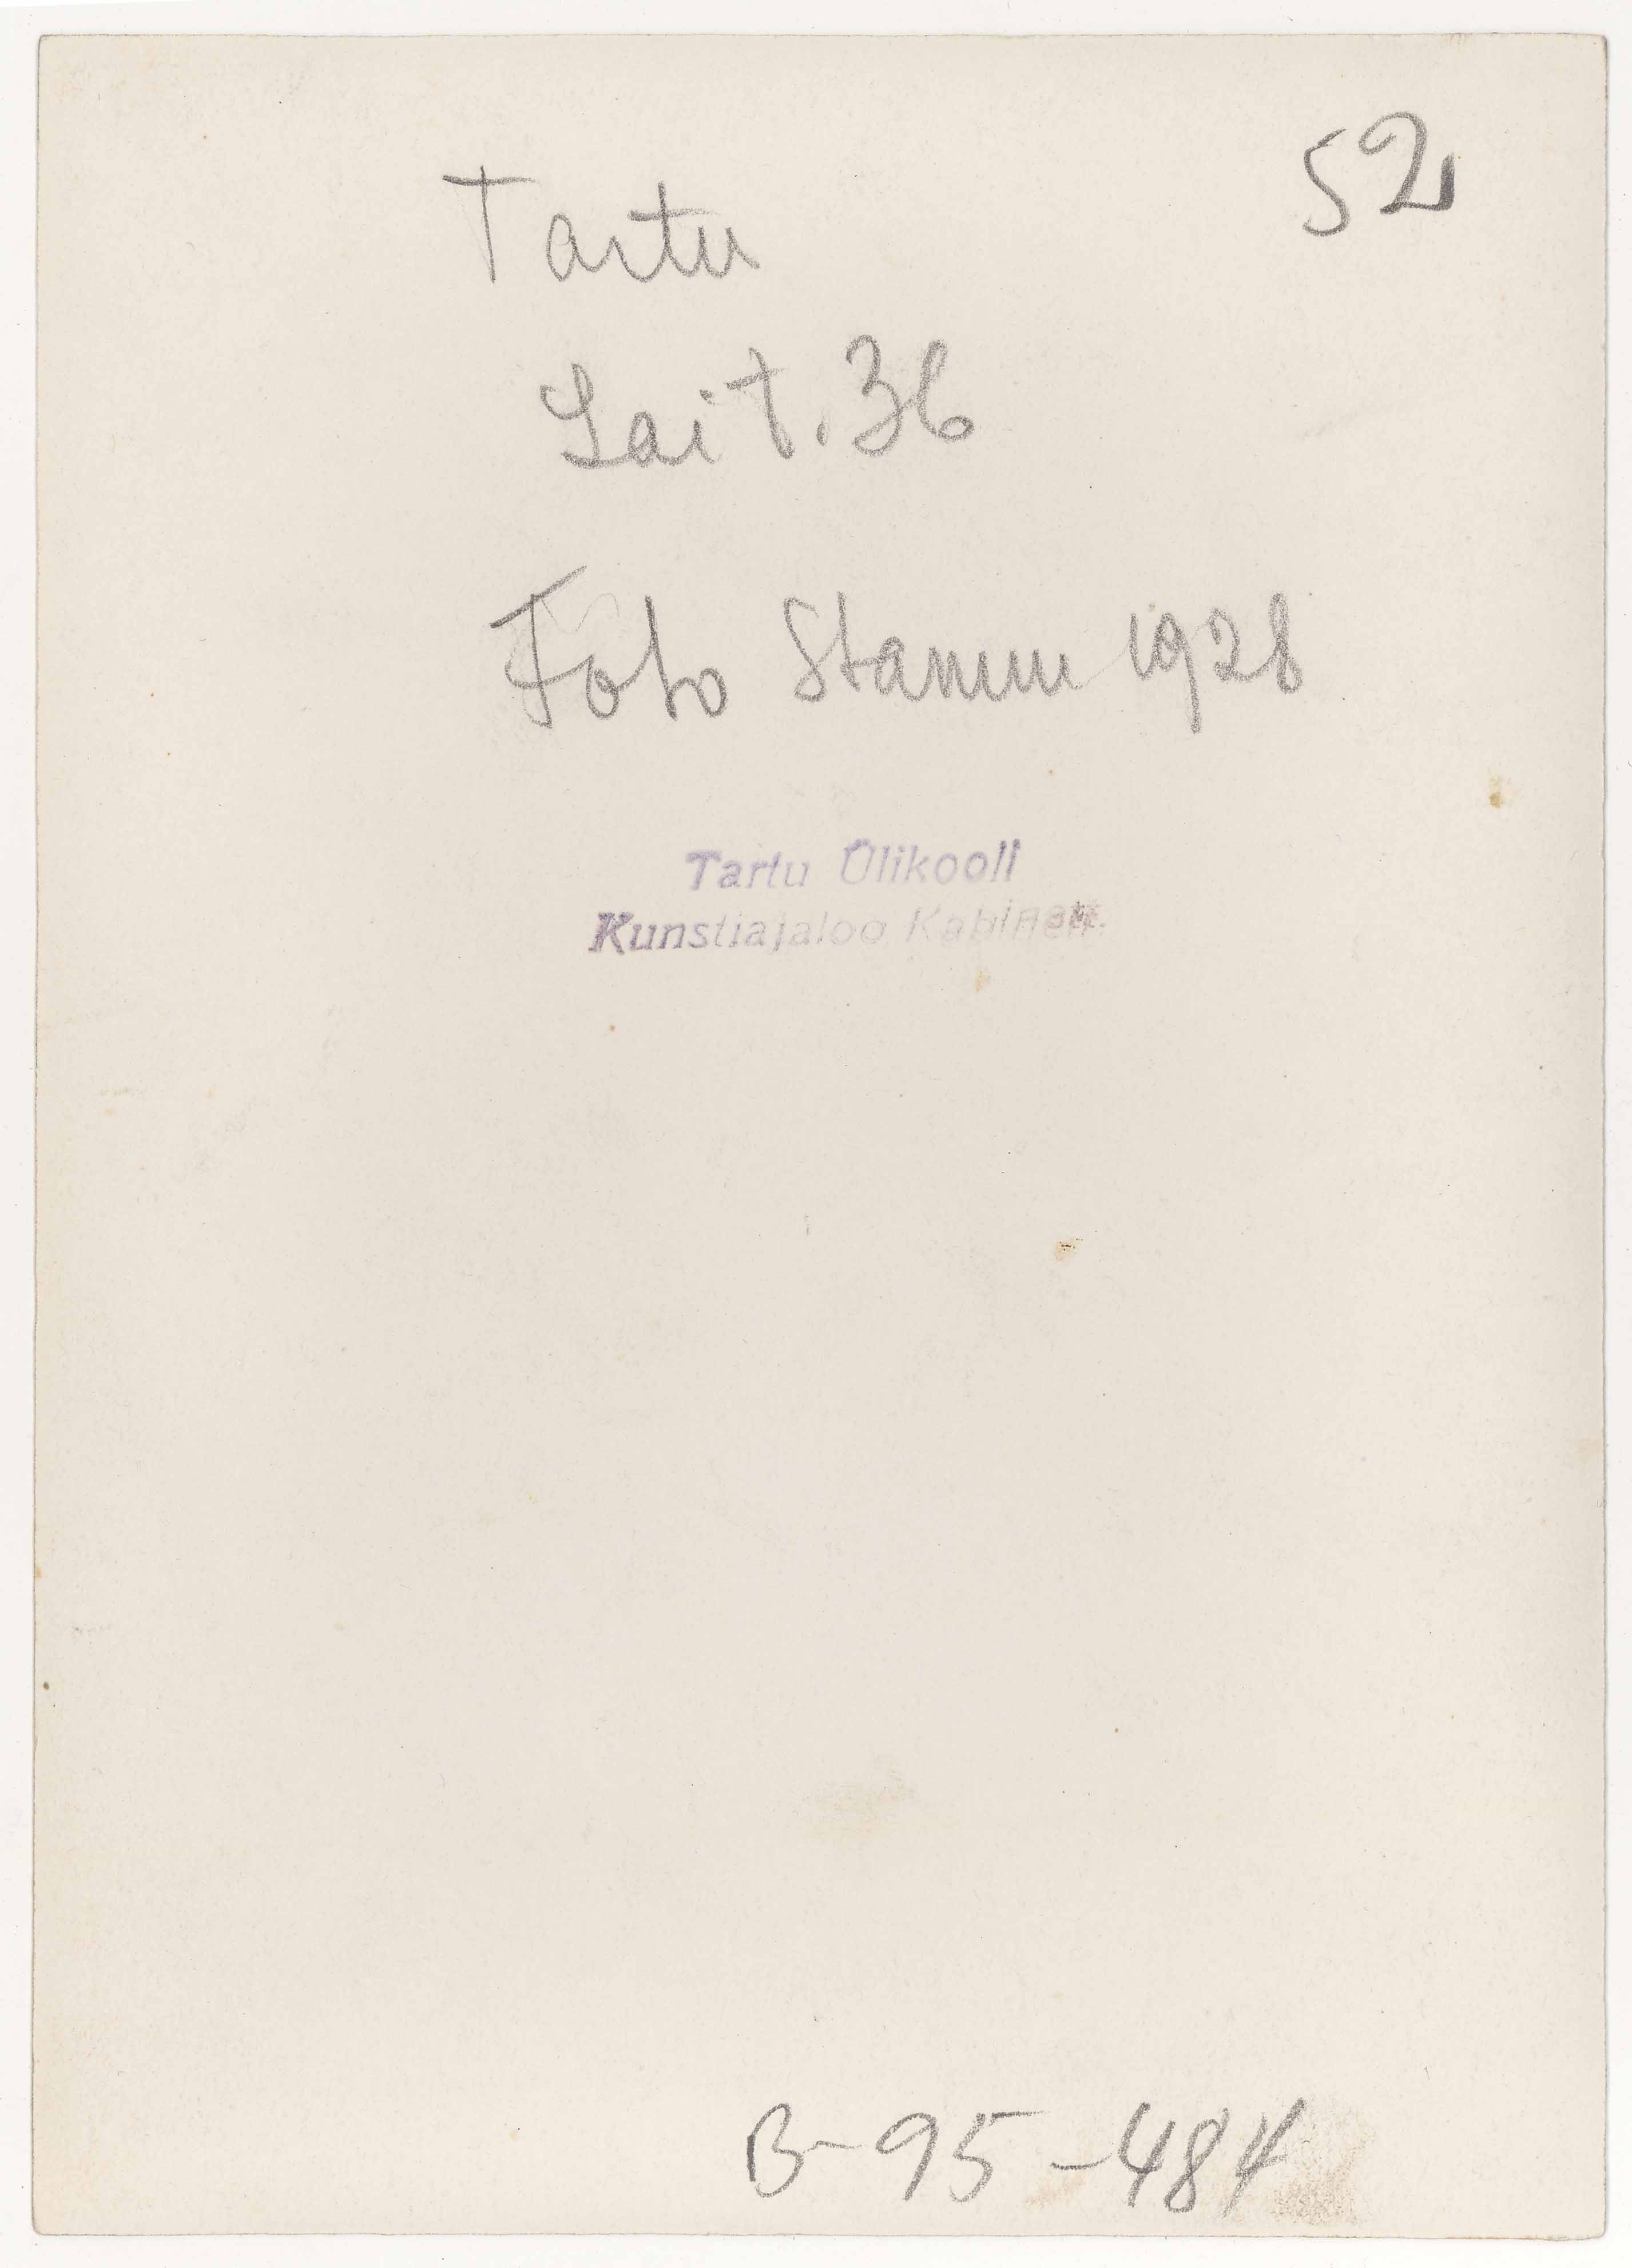 52
Tartu
Lai t. 36
Foto Stamm 1928
Tartu Ülikooli
Kunstiajaloo Kabinett.
B-95-484